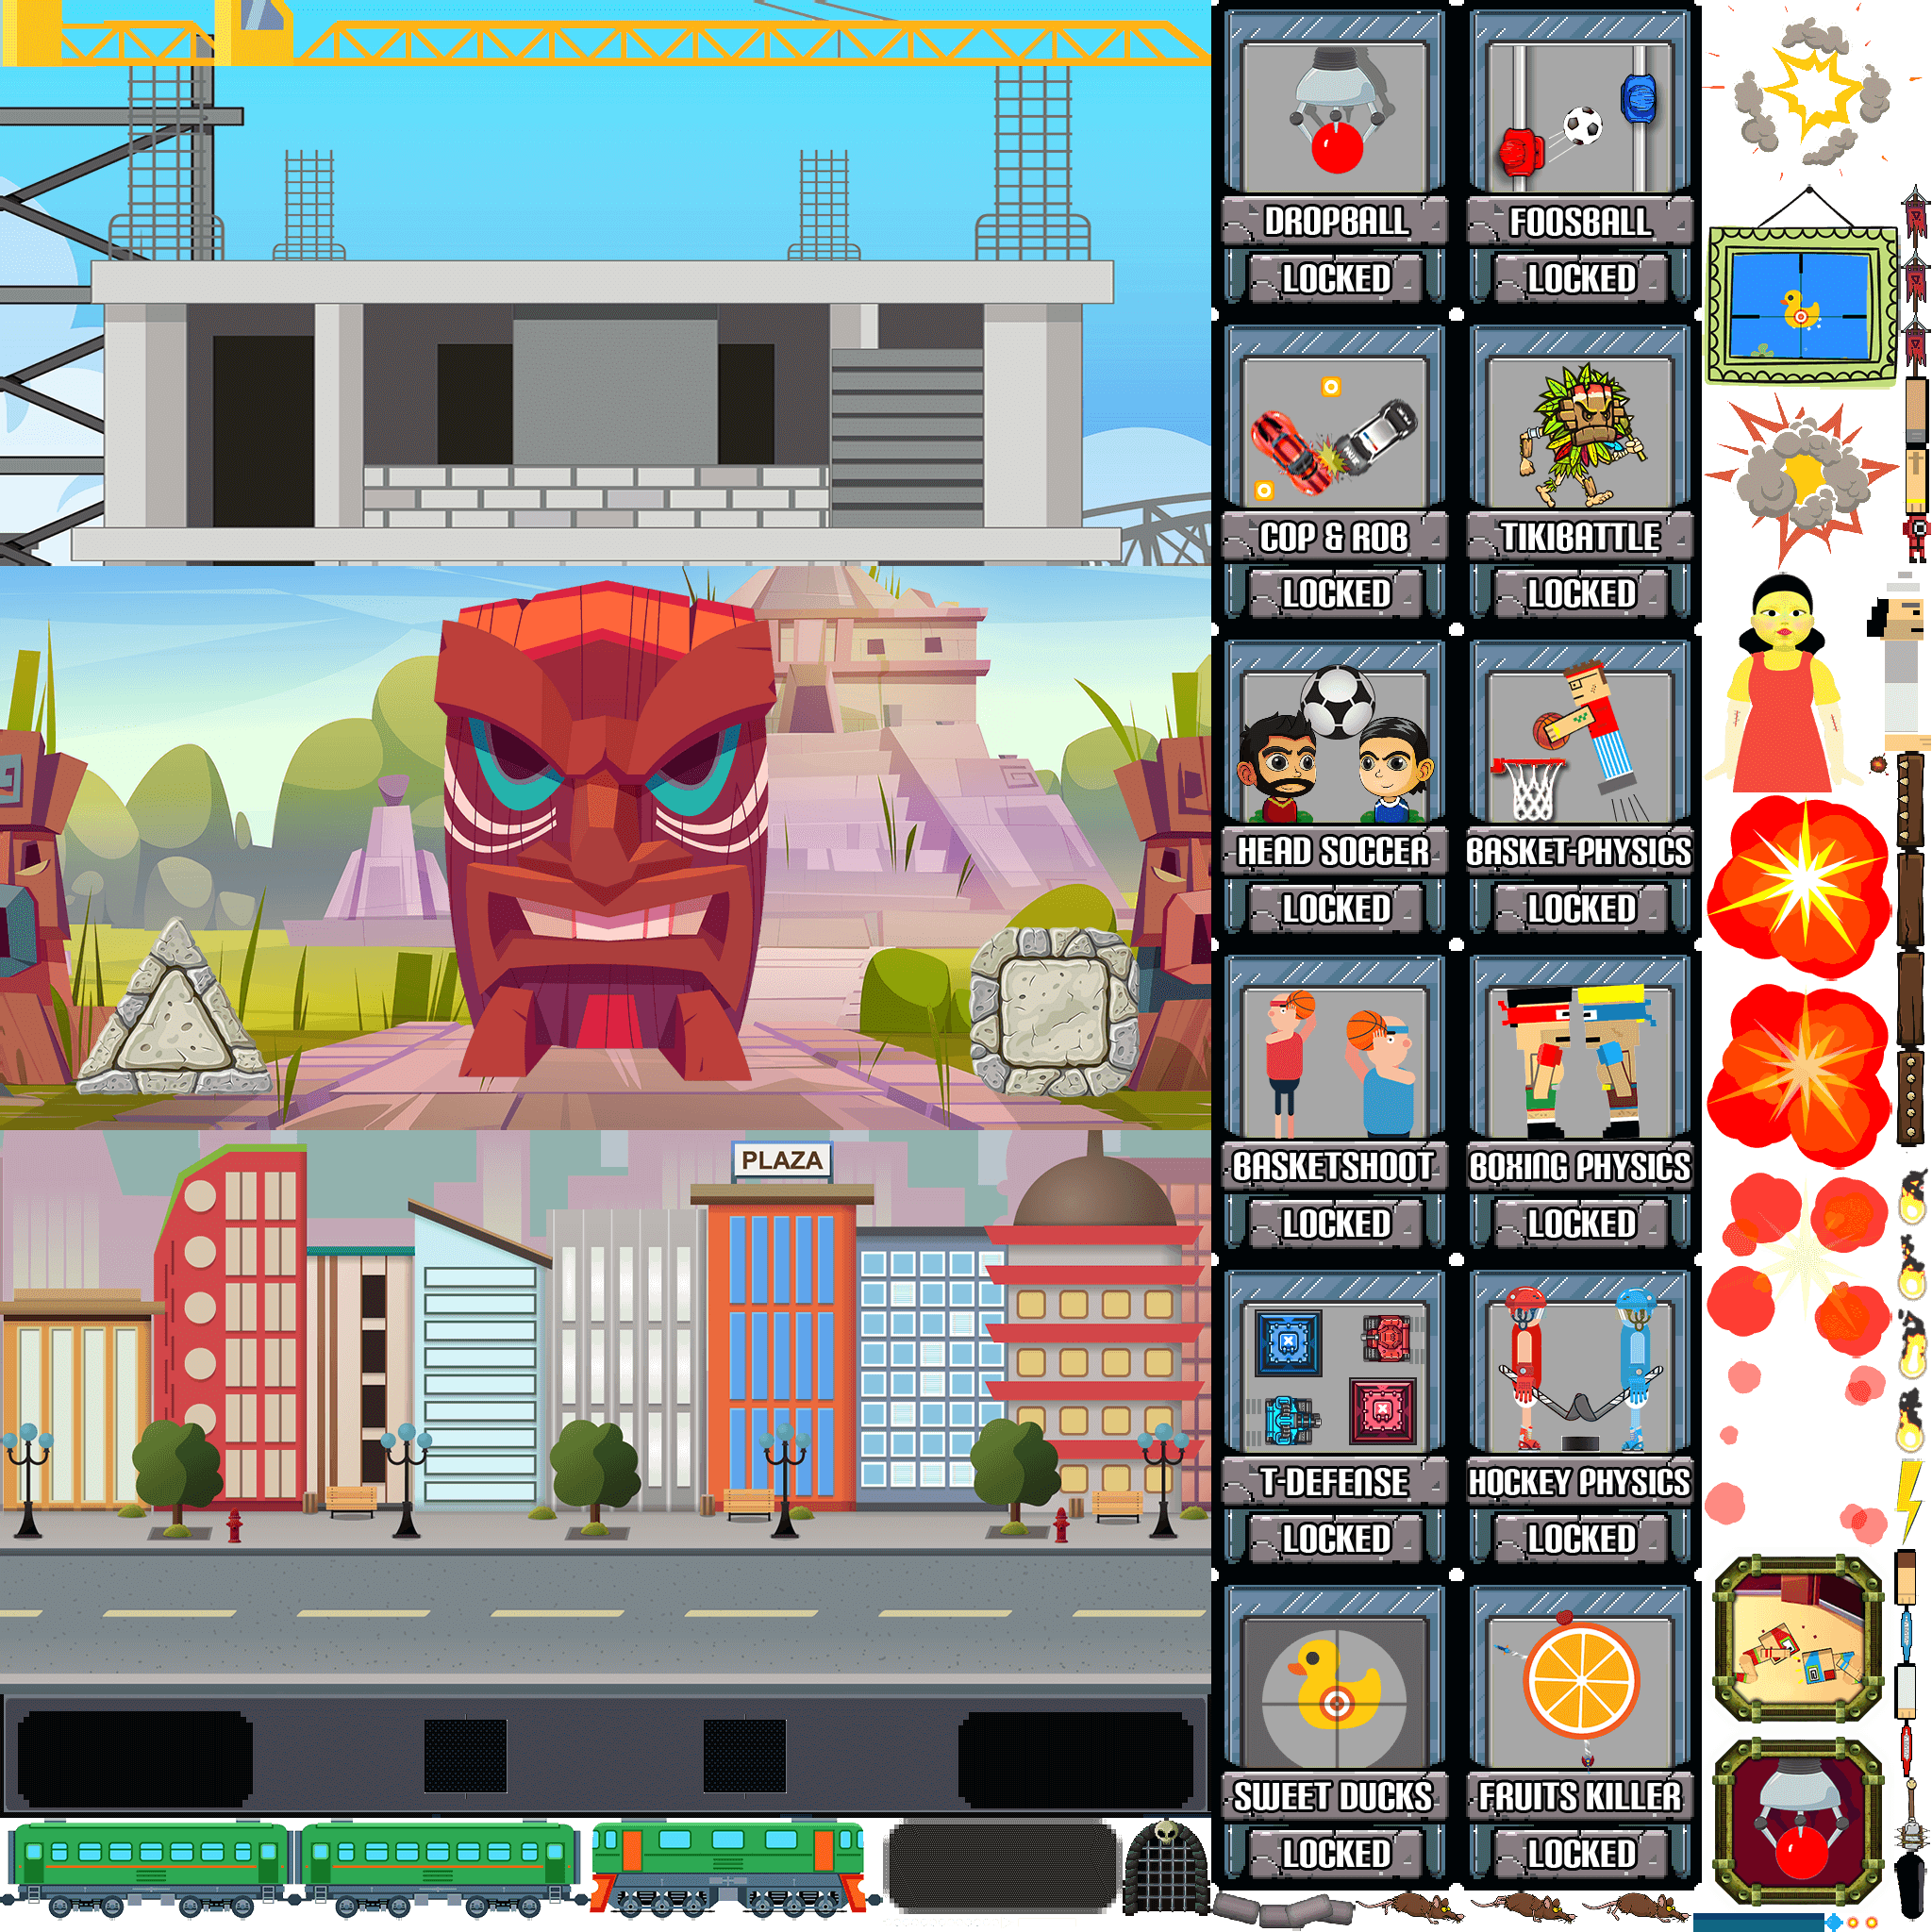 DROPBALL
FOOSBALL
LOCKED
LOCKED
COP & ROB
TIKIBATTLE
LOCKED
LOCKED
HEAD SOCCER
BASKET-PHYSICS
LOCKED
LOCKED
BASKETSHOOT
BOXING PHYSICS
LOCKED
LOCKED
PLAZA
T-DEFENSE
HOCKEY PHYSICS
LOCKED
LOCKED
SWEET DUCKS
FRUITS KILLER
LOCKED
LOCKED